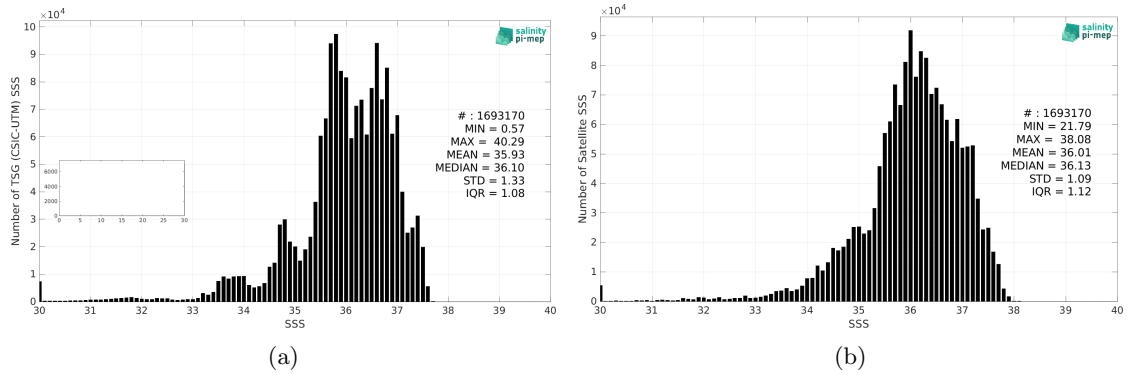 ×10^4
10
9
8
7
6
5
4
3
2
1
0
Number of TSG (CSIC-UTM) SSS
salinity
pi-mep
# : 1693170
MIN = 0.57
MAX = 40.29
MEAN = 35.93
MEDIAN = 36.10
STD = 1.33
IQR = 1.08
6000
4000
2000
0
0 5 10 15 20 25 30
30 31 32 33 34 35 36 37 38 39 40
SSS
(a)
×10^4
10
9
8
7
6
5
4
3
2
1
0
Number of Satellite SSS
salinity
pi-mep
# : 1693170
MIN = 21.79
MAX = 38.08
MEAN = 36.01
MEDIAN = 36.13
STD = 1.09
IQR = 1.12
30 31 32 33 34 35 36 37 38 39 40
SSS
(b)